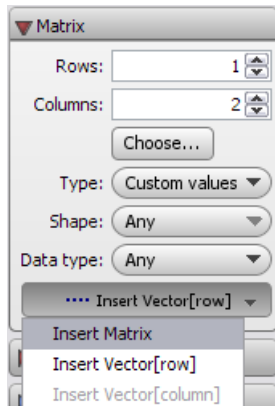 Matrix
Rows: 1
Columns: 2
Choose...
Type: Custom values
Shape: Any
Data type: Any
Insert Vector[row]
Insert Matrix
Insert Vector[row]
Insert Vector[column]